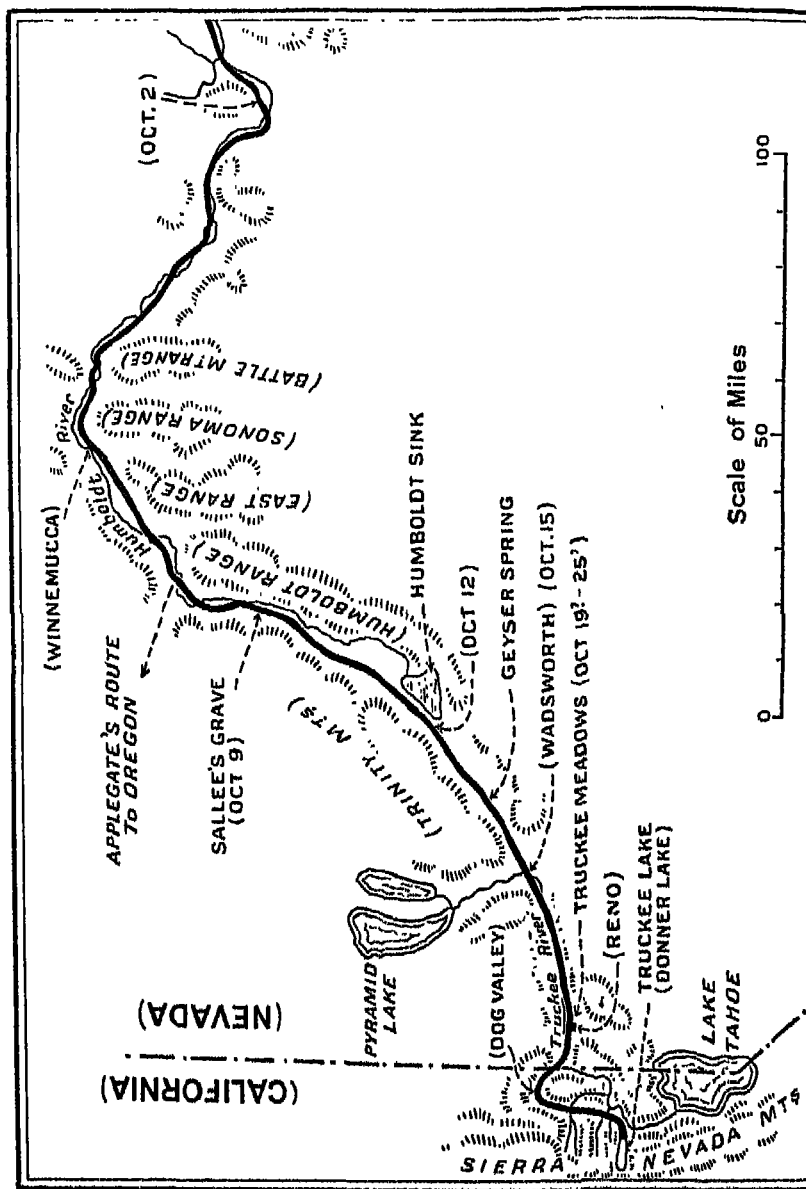 (OCT. 2)
(BATTLE MT RANGE)
(SONOMA RANGE)
(EAST RANGE)
(HUMBOLDT RANGE)
Humboldt River
(WINNEMUCCA)
APPLEGATE'S ROUTE
To OREGON
SALLEE'S GRAVE
(OCT 9)
(TRINITY MTS)
HUMBOLDT SINK
(OCT 12)
GEYSER SPRING
(WADSWORTH) (OCT. 15)
TRUCKEE MEADOWS (OCT 19?-25')
(RENO)
TRUCKEE LAKE
(DONNER LAKE)
PYRAMID
LAKE
(DOG VALLEY)
Truckee River
(NEVADA)
(CALIFORNIA)
LAKE
TAHOE
SIERRA NEVADA MTS
0 50 100
Scale of Miles